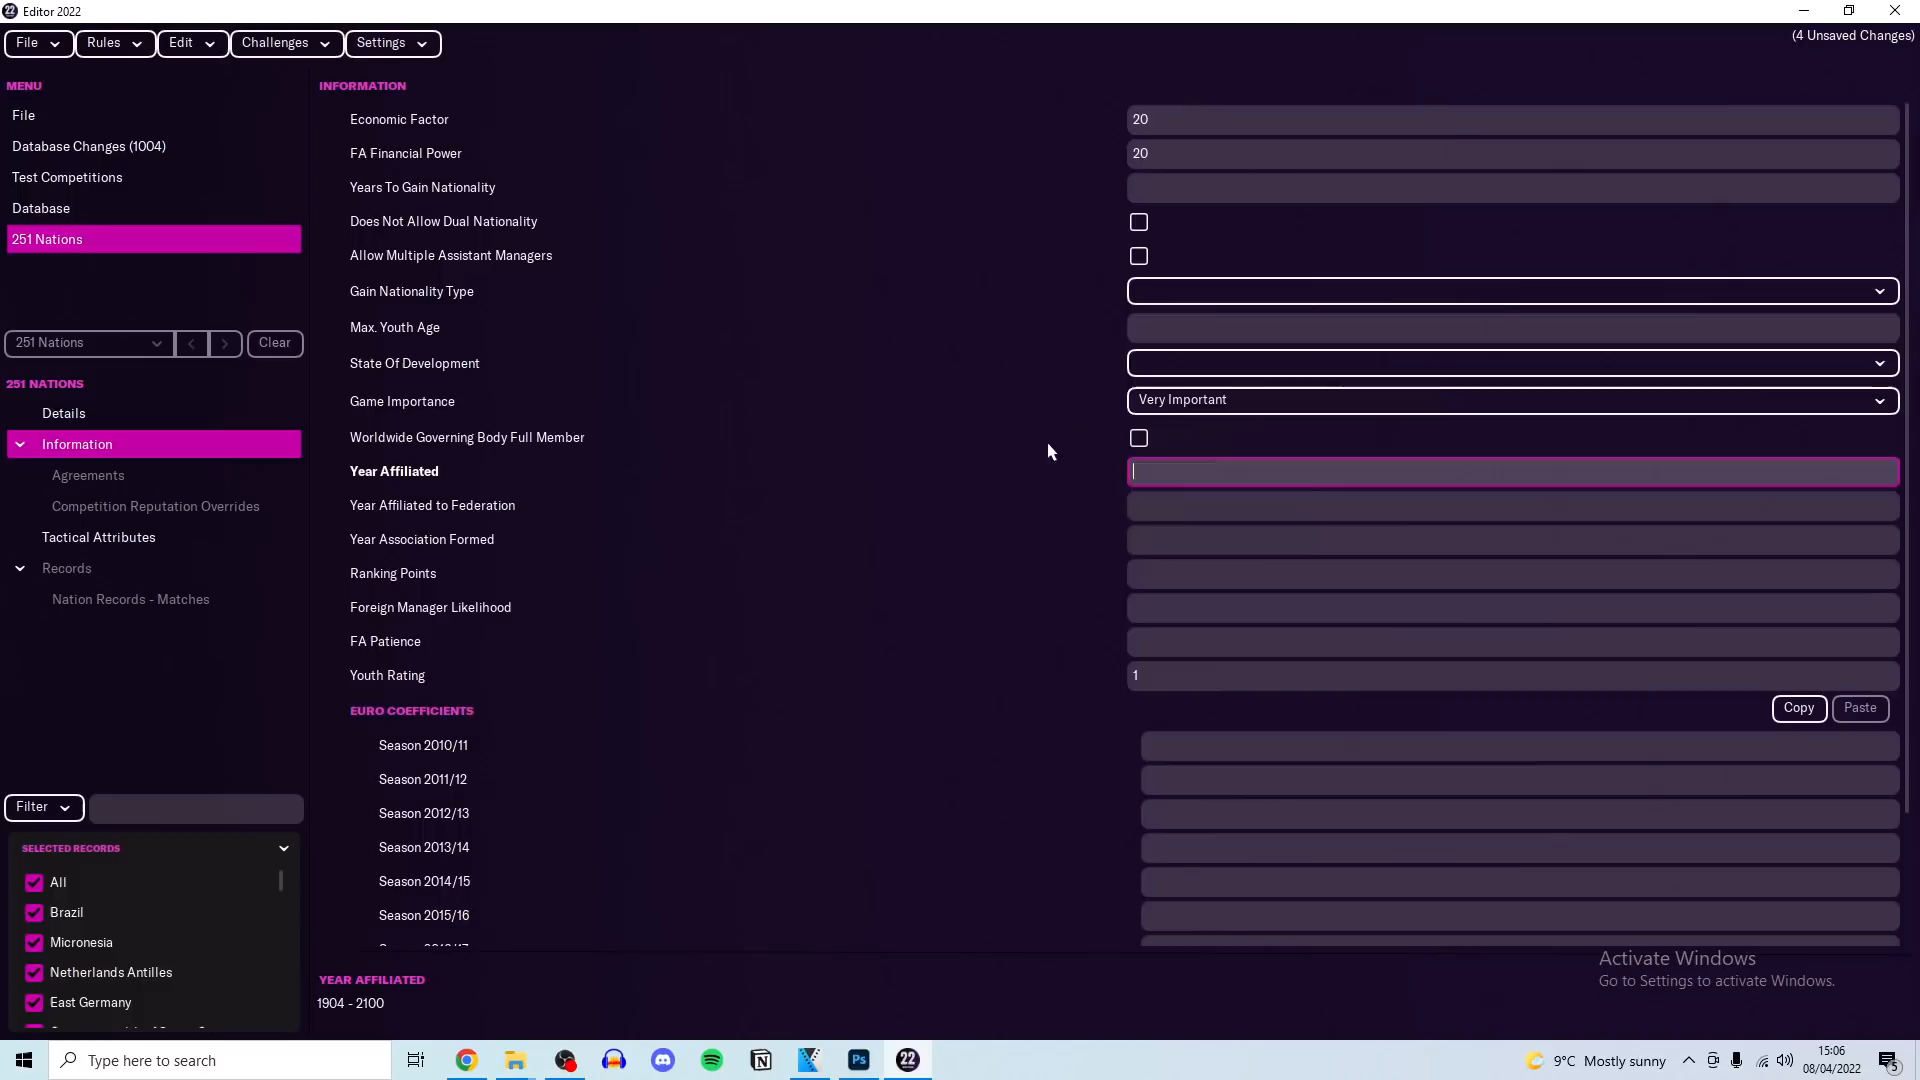 22 Editor 2022
File Rules Edit Challenges Settings (4 Unsaved Changes)
MENU
File
Database Changes (1004)
Test Competitions
Database
251 Nations
251 Nations < > Clear
251 NATIONS
Details
Information
Agreements
Competition Reputation Overrides
Tactical Attributes
Records
Nation Records - Matches
Filter
SELECTED RECORDS
All
Brazil
Micronesia
Netherlands Antilles
East Germany
INFORMATION
Economic Factor 20
FA Financial Power 20
Years To Gain Nationality
Does Not Allow Dual Nationality
Allow Multiple Assistant Managers
Gain Nationality Type
Max. Youth Age
State Of Development
Game Importance Very Important
Worldwide Governing Body Full Member
Year Affiliated
Year Affiliated to Federation
Year Association Formed
Ranking Points
Foreign Manager Likelihood
FA Patience
Youth Rating 1
EURO COEFFICIENTS Copy Paste
Season 2010/11
Season 2011/12
Season 2012/13
Season 2013/14
Season 2014/15
Season 2015/16
YEAR AFFILIATED
1904 - 2100
Activate Windows
Go to Settings to activate Windows.
Type here to search
Ps
22
9°C Mostly sunny
15:06
08/04/2022
5